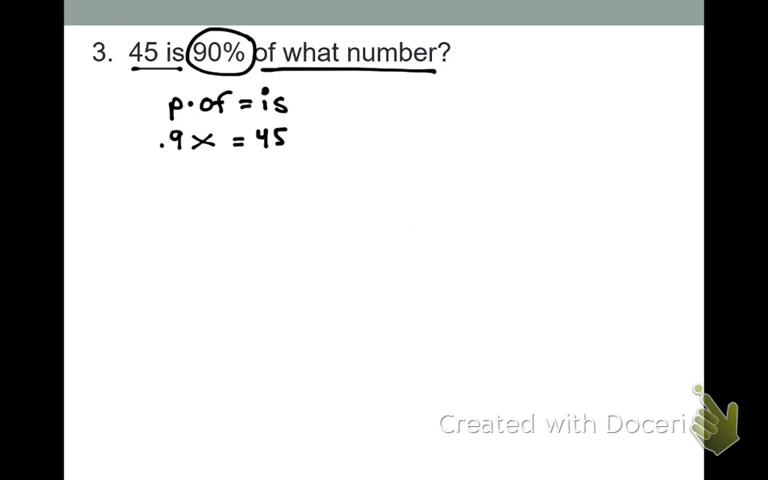 3. 45 is 90% of what number?
p·of = is
.9x = 45
Created with Doceri